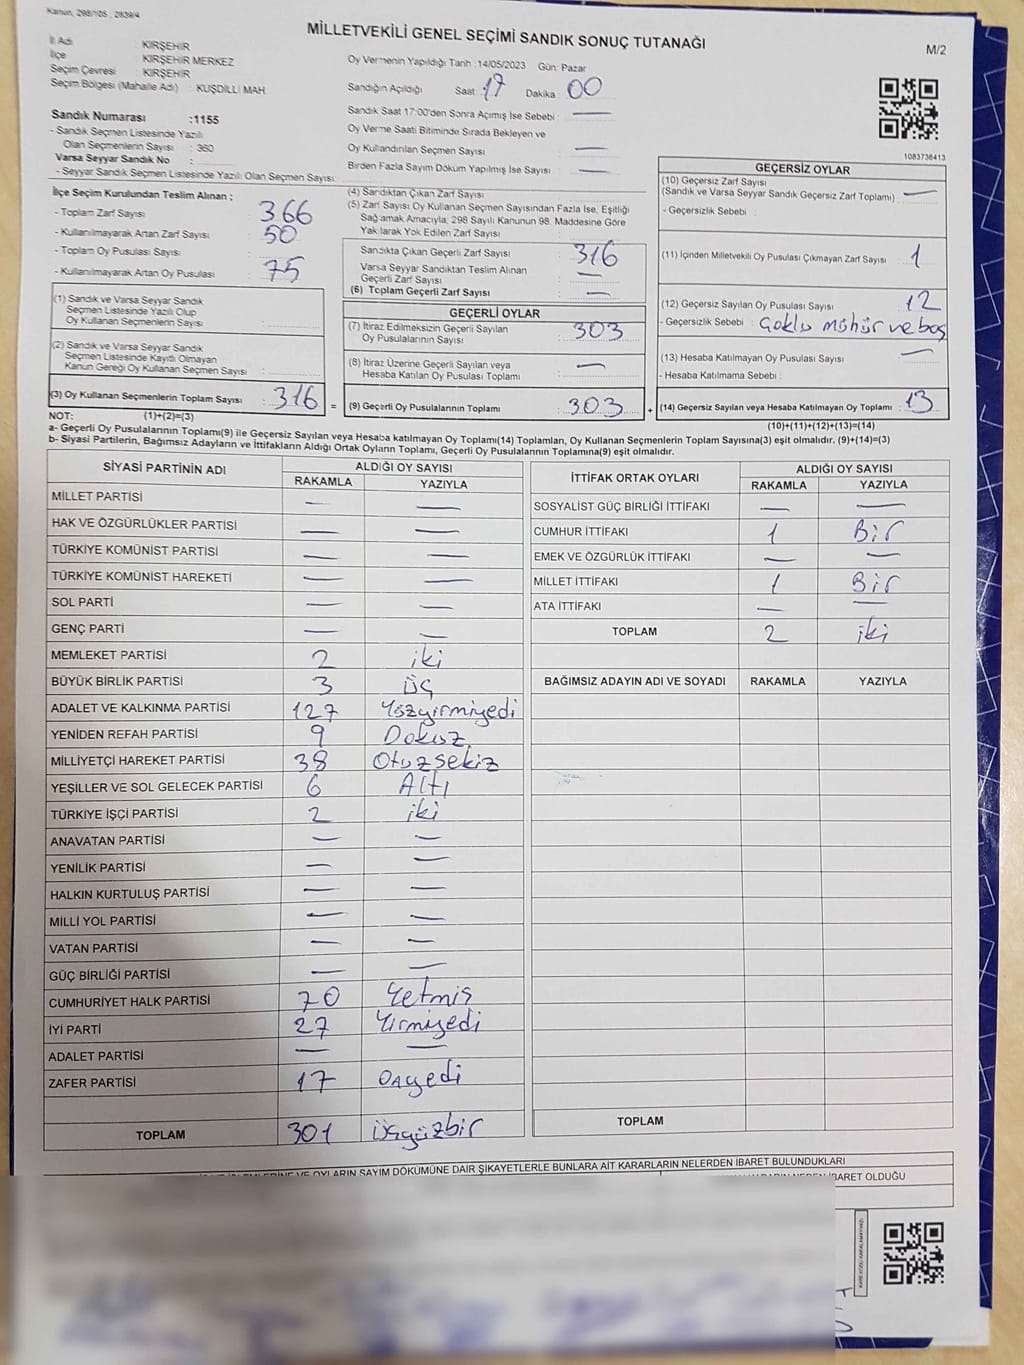 Kanun, 298/105 , 2839/4
MİLLETVEKİLİ GENEL SEÇİMİ SANDIK SONUÇ TUTANAĞI
M/2
İl Adı : KIRŞEHİR
İlçe : KIRŞEHİR MERKEZ
Seçim Çevresi : KIRŞEHİR
Seçim Bölgesi (Mahalle Adı) : KUŞDİLLİ MAH.
Oy Vermenin Yapıldığı Tarih :14/05/2023 Gün: Pazar
Sandığın Açıldığı Saat : 17 Dakika : 00
Sandık Saat 17:00'den Sonra Açımış İse Sebebi : —
Oy Verme Saati Bitiminde Sırada Bekleyen ve
Oy Kullandırılan Seçmen Sayısı : —
Birden Fazla Sayım Döküm Yapılmış İse Sayısı : —
Sandık Numarası :1155
- Sandık Seçmen Listesinde Yazılı
Olan Seçmenlerin Sayısı : 360
Varsa Seyyar Sandık No :
- Seyyar Sandık Seçmen Listesinde Yazılı Olan Seçmen Sayısı:
1083736413
İlçe Seçim Kurulundan Teslim Alınan ;
- Toplam Zarf Sayısı : 366
- Kullanılmayarak Artan Zarf Sayısı : 50
- Toplam Oy Pusulası Sayısı :
- Kullanılmayarak Artan Oy Pusulası : 75
(1) Sandık ve Varsa Seyyar Sandık
Seçmen Listesinde Yazılı Olup
Oy Kullanan Seçmenlerin Sayısı :
(2) Sandık ve Varsa Seyyar Sandık
Seçmen Listesinde Kayıtlı Olmayan
Kanun Gereği Oy Kullanan Seçmen Sayısı :
(3) Oy Kullanan Seçmenlerin Toplam Sayısı : 316 =
(4) Sandıktan Çıkan Zarf Sayısı :
(5) Zarf Sayısı Oy Kullanan Seçmen Sayısından Fazla İse, Eşitliği
Sağlamak Amacıyla; 298 Sayılı Kanunun 98. Maddesine Göre
Yakılarak Yok Edilen Zarf Sayısı :
Sandıkta Çıkan Geçerli Zarf Sayısı : 316
Varsa Seyyar Sandıktan Teslim Alınan
Geçerli Zarf Sayısı : —
(6) Toplam Geçerli Zarf Sayısı : —
GEÇERLİ OYLAR
(7) İtiraz Edilmeksizin Geçerli Sayılan
Oy Pusulalarının Sayısı : 303
(8) İtiraz Üzerine Geçerli Sayılan veya
Hesaba Katılan Oy Pusulası Toplamı : —
(9) Geçerli Oy Pusulalarının Toplamı : 303 +
GEÇERSİZ OYLAR
(10) Geçersiz Zarf Sayısı
(Sandık ve Varsa Seyyar Sandık Geçersiz Zarf Toplamı) : —
- Geçersizlik Sebebi :
(11) İçinden Milletvekili Oy Pusulası Çıkmayan Zarf Sayısı : 1
(12) Geçersiz Sayılan Oy Pusulası Sayısı : 12
- Geçersizlik Sebebi : Çoklu mühür ve boş
(13) Hesaba Katılmayan Oy Pusulası Sayısı : —
- Hesaba Katılmama Sebebi :
(14) Geçersiz Sayılan veya Hesaba Katılmayan Oy Toplamı : 13
NOT: (1)+(2)=(3)
(10)+(11)+(12)+(13)=(14)
a- Geçerli Oy Pusulalarının Toplamı(9) ile Geçersiz Sayılan veya Hesaba katılmayan Oy Toplamı(14) Toplamları, Oy Kullanan Seçmenlerin Toplam Sayısına(3) eşit olmalıdır. (9)+(14)=(3)
b- Siyasi Partilerin, Bağımsız Adayların ve İttifakların Aldığı Ortak Oyların Toplamı, Geçerli Oy Pusulalarının Toplamına(9) eşit olmalıdır.
SİYASİ PARTİNİN ADI ALDIĞI OY SAYISI
RAKAMLA YAZIYLA
MİLLET PARTİSİ — —
HAK VE ÖZGÜRLÜKLER PARTİSİ — —
TÜRKİYE KOMÜNİST PARTİSİ — —
TÜRKİYE KOMÜNİST HAREKETİ — —
SOL PARTİ — —
GENÇ PARTİ — —
MEMLEKET PARTİSİ 2 iki
BÜYÜK BİRLİK PARTİSİ 3 üç
ADALET VE KALKINMA PARTİSİ 127 Yüzyirmiyedi
YENİDEN REFAH PARTİSİ 9 Dokuz
MİLLİYETÇİ HAREKET PARTİSİ 38 Otuzsekiz
YEŞİLLER VE SOL GELECEK PARTİSİ 6 Altı
TÜRKİYE İŞÇİ PARTİSİ 2 iki
ANAVATAN PARTİSİ — —
YENİLİK PARTİSİ — —
HALKIN KURTULUŞ PARTİSİ — —
MİLLİ YOL PARTİSİ — —
VATAN PARTİSİ — —
GÜÇ BİRLİĞİ PARTİSİ — —
CUMHURİYET HALK PARTİSİ 70 Yetmiş
İYİ PARTİ 27 Yirmiyedi
ADALET PARTİSİ — —
ZAFER PARTİSİ 17 Onyedi
TOPLAM 301 üçyüzbir
İTTİFAK ORTAK OYLARI ALDIĞI OY SAYISI
RAKAMLA YAZIYLA
SOSYALİST GÜÇ BİRLİĞİ İTTİFAKI — —
CUMHUR İTTİFAKI 1 Bir
EMEK VE ÖZGÜRLÜK İTTİFAKI — —
MİLLET İTTİFAKI 1 Bir
ATA İTTİFAKI — —
TOPLAM 2 iki
BAĞIMSIZ ADAYIN ADI VE SOYADI RAKAMLA YAZIYLA
TOPLAM
VE OYLARIN SAYIM DÖKÜMÜNE DAİR ŞİKAYETLERLE BUNLARA AİT KARARLARIN NELERDEN İBARET BULUNDUKLARI
İBARET OLDUĞU